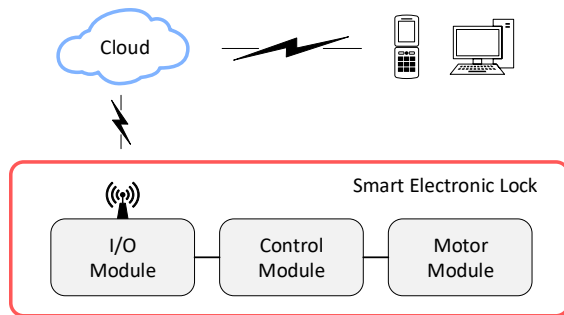 Cloud
Smart Electronic Lock
I/O
Module
Control
Module
Motor
Module